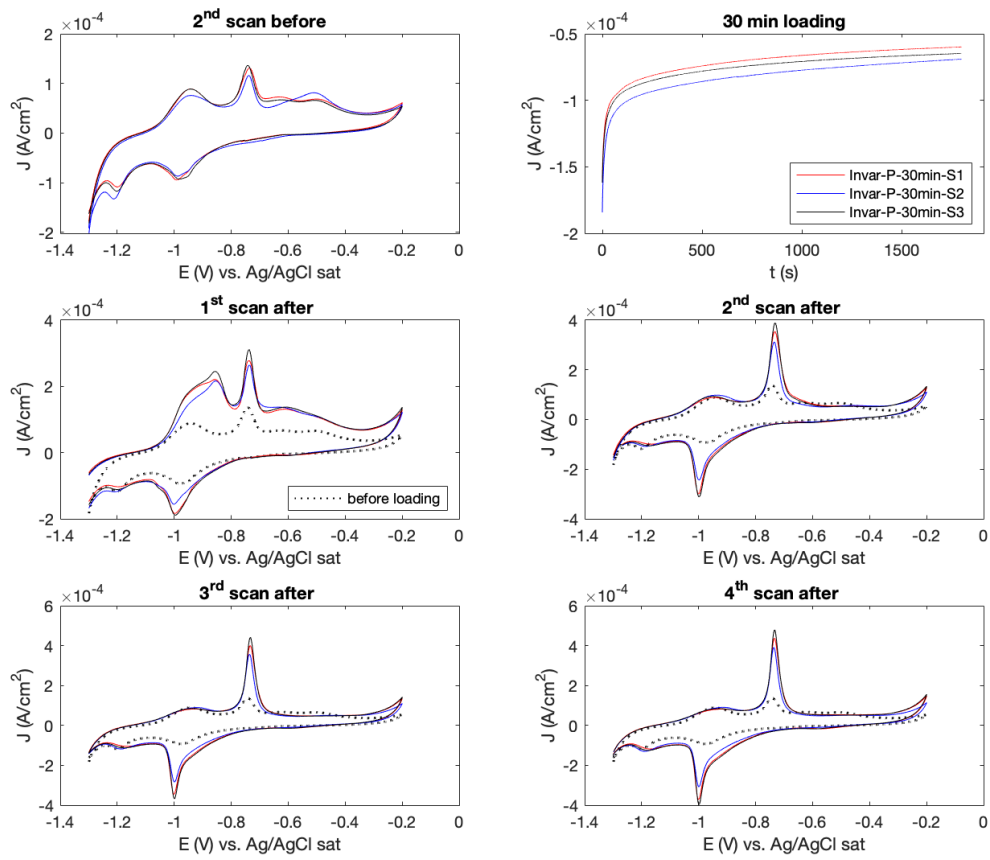 2nd scan before
×10-4
J (A/cm2)
2
1
0
-1
-2
-1.4 -1.2 -1 -0.8 -0.6 -0.4 -0.2 0
E (V) vs. Ag/AgCl sat
30 min loading
×10-4
J (A/cm2)
-0.5
-1
-1.5
-2
0 500 1000 1500
t (s)
Invar-P-30min-S1
Invar-P-30min-S2
Invar-P-30min-S3
1st scan after
×10-4
J (A/cm2)
4
2
0
-2
-1.4 -1.2 -1 -0.8 -0.6 -0.4 -0.2 0
E (V) vs. Ag/AgCl sat
before loading
2nd scan after
×10-4
J (A/cm2)
4
2
0
-2
-4
-1.4 -1.2 -1 -0.8 -0.6 -0.4 -0.2 0
E (V) vs. Ag/AgCl sat
3rd scan after
×10-4
J (A/cm2)
6
4
2
0
-2
-4
-1.4 -1.2 -1 -0.8 -0.6 -0.4 -0.2 0
E (V) vs. Ag/AgCl sat
4th scan after
×10-4
J (A/cm2)
6
4
2
0
-2
-4
-1.4 -1.2 -1 -0.8 -0.6 -0.4 -0.2 0
E (V) vs. Ag/AgCl sat